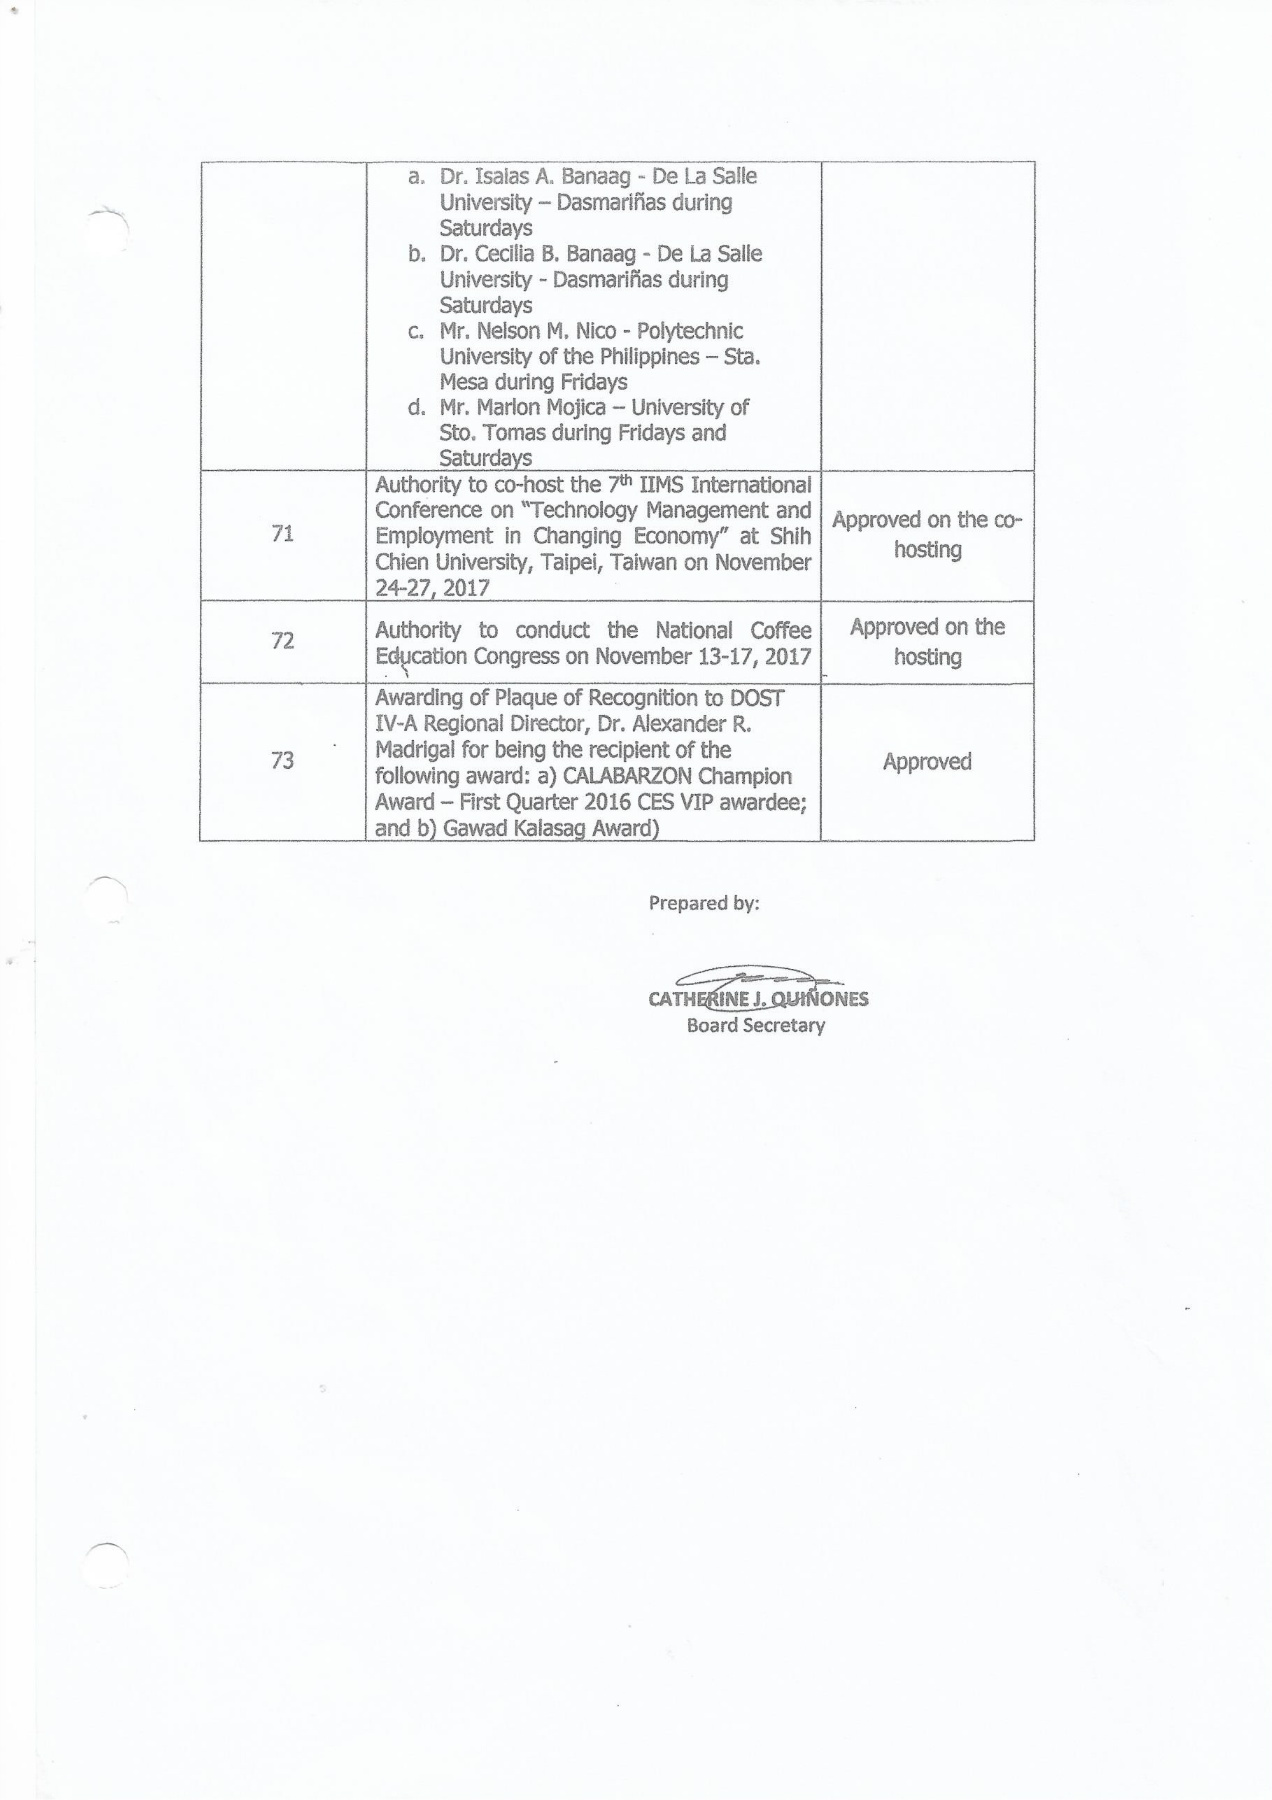 a. Dr. Isaias A. Banaag - De La Salle
University – Dasmariñas during
Saturdays
b. Dr. Cecilia B. Banaag - De La Salle
University - Dasmariñas during
Saturdays
c. Mr. Nelson M. Nico - Polytechnic
University of the Philippines – Sta.
Mesa during Fridays
d. Mr. Marlon Mojica – University of
Sto. Tomas during Fridays and
Saturdays
71
Authority to co-host the 7th IIMS International
Conference on "Technology Management and
Employment in Changing Economy" at Shih
Chien University, Taipei, Taiwan on November
24-27, 2017
Approved on the co-
hosting
72
Authority to conduct the National Coffee
Education Congress on November 13-17, 2017
Approved on the
hosting
73
Awarding of Plaque of Recognition to DOST
IV-A Regional Director, Dr. Alexander R.
Madrigal for being the recipient of the
following award: a) CALABARZON Champion
Award – First Quarter 2016 CES VIP awardee;
and b) Gawad Kalasag Award)
Approved
Prepared by:
CATHERINE J. QUIÑONES
Board Secretary